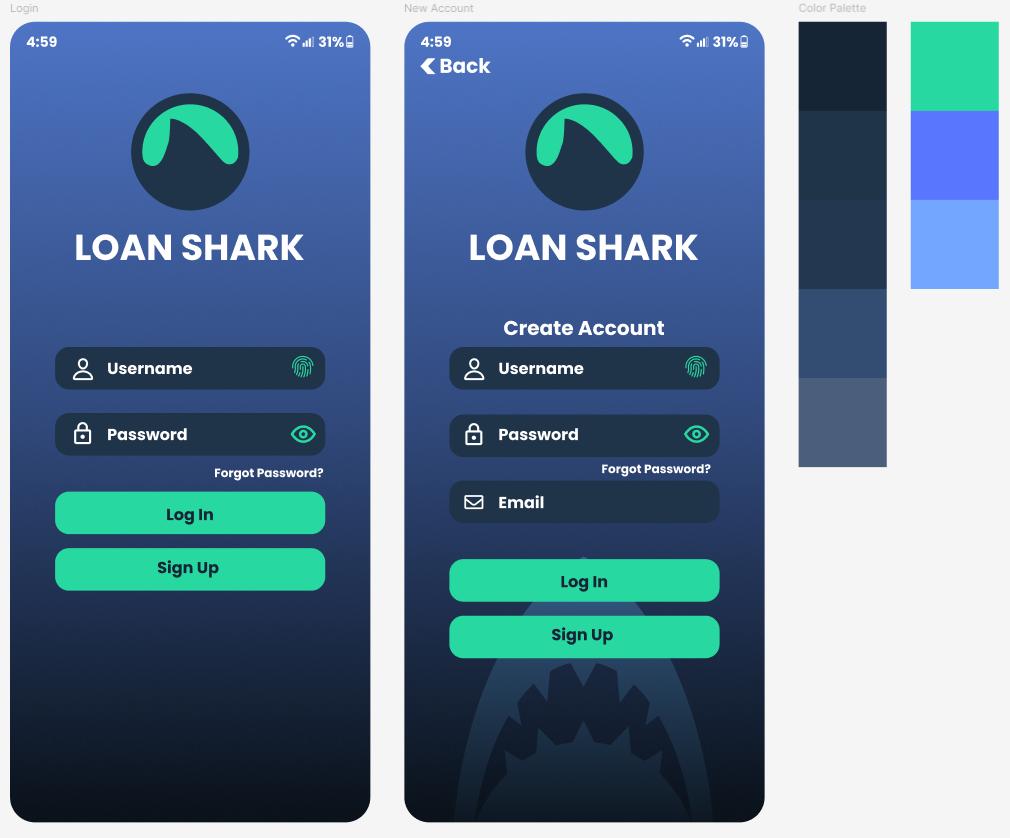 Login
4:59
31%
LOAN SHARK
Username
Password
Forgot Password?
Log In
Sign Up
New Account
4:59
31%
Back
LOAN SHARK
Create Account
Username
Password
Forgot Password?
Email
Log In
Sign Up
Color Palette